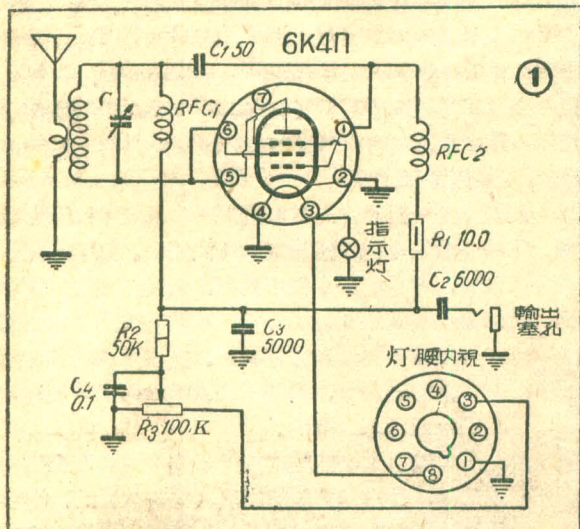 6К4П
①
C₁ 50
C
RFC₁
⑦
⑥
①
⑤
②
④
③
RFC₂
R₁ 10.0
指示
灯
C₂ 6000
輸出
塞孔
R₂
50K
C₃
5000
C₄
0.1
R₃ 100 K
灯腰内視
④
⑤
③
⑥
②
⑦
①
⑧